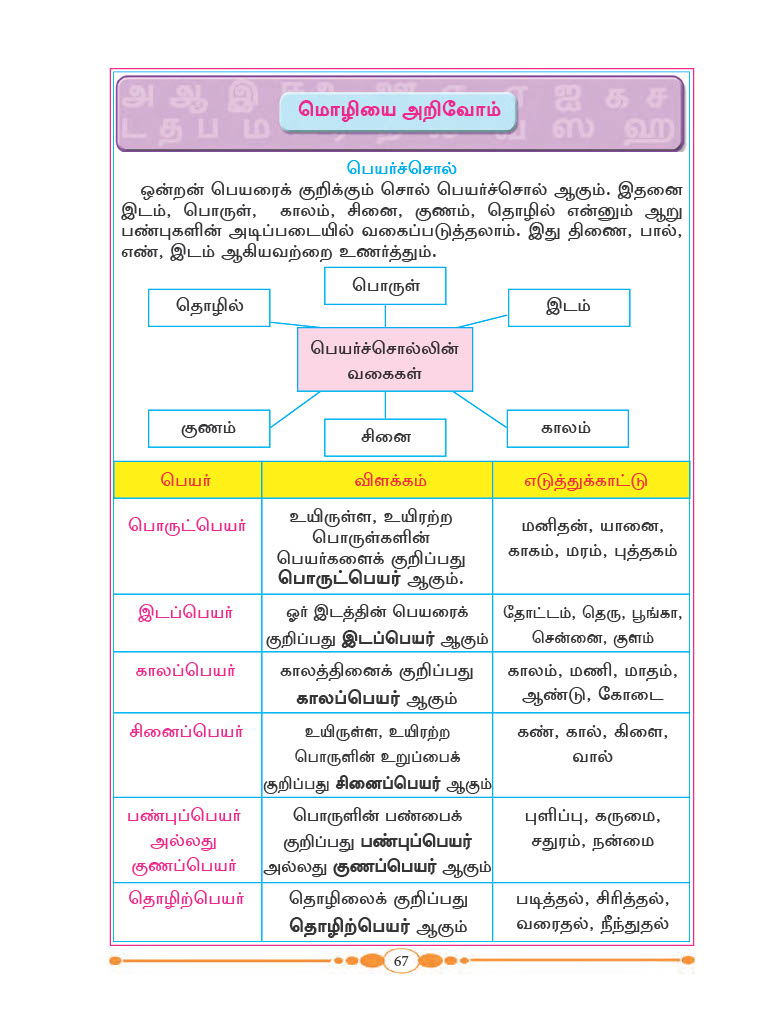 மொழியை அறிவோம்
பெயர்ச்சொல்
ஒன்றன் பெயரைக் குறிக்கும் சொல் பெயர்ச்சொல் ஆகும். இதனை
இடம், பொருள், காலம், சினை, குணம், தொழில் என்னும் ஆறு
பண்புகளின் அடிப்படையில் வகைப்படுத்தலாம். இது திணை, பால்,
எண், இடம் ஆகியவற்றை உணர்த்தும்.
பொருள்
தொழில்
இடம்
பெயர்ச்சொல்லின்
வகைகள்
குணம்
சினை
காலம்
பெயர் விளக்கம் எடுத்துக்காட்டு
பொருட்பெயர்
உயிருள்ள, உயிரற்ற
பொருள்களின்
பெயர்களைக் குறிப்பது
பொருட்பெயர் ஆகும்.
மனிதன், யானை,
காகம், மரம், புத்தகம்
இடப்பெயர்
ஓர் இடத்தின் பெயரைக்
குறிப்பது இடப்பெயர் ஆகும்
தோட்டம், தெரு, பூங்கா,
சென்னை, குளம்
காலப்பெயர்
காலத்தினைக் குறிப்பது
காலப்பெயர் ஆகும்
காலம், மணி, மாதம்,
ஆண்டு, கோடை
சினைப்பெயர்
உயிருள்ள, உயிரற்ற
பொருளின் உறுப்பைக்
குறிப்பது சினைப்பெயர் ஆகும்
கண், கால், கிளை,
வால்
பண்புப்பெயர்
அல்லது
குணப்பெயர்
பொருளின் பண்பைக்
குறிப்பது பண்புப்பெயர்
அல்லது குணப்பெயர் ஆகும்
புளிப்பு, கருமை,
சதுரம், நன்மை
தொழிற்பெயர்
தொழிலைக் குறிப்பது
தொழிற்பெயர் ஆகும்
படித்தல், சிரித்தல்,
வரைதல், நீந்துதல்
67